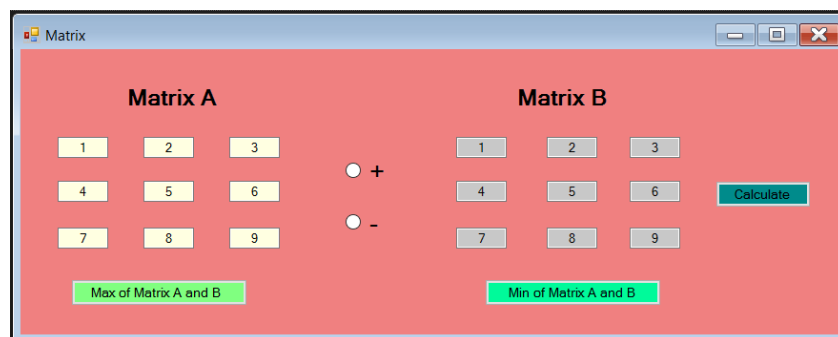 Matrix
Matrix A Matrix B
1 2 3 + 1 2 3
4 5 6 4 5 6 Calculate
- 
7 8 9 7 8 9
Max of Matrix A and B Min of Matrix A and B